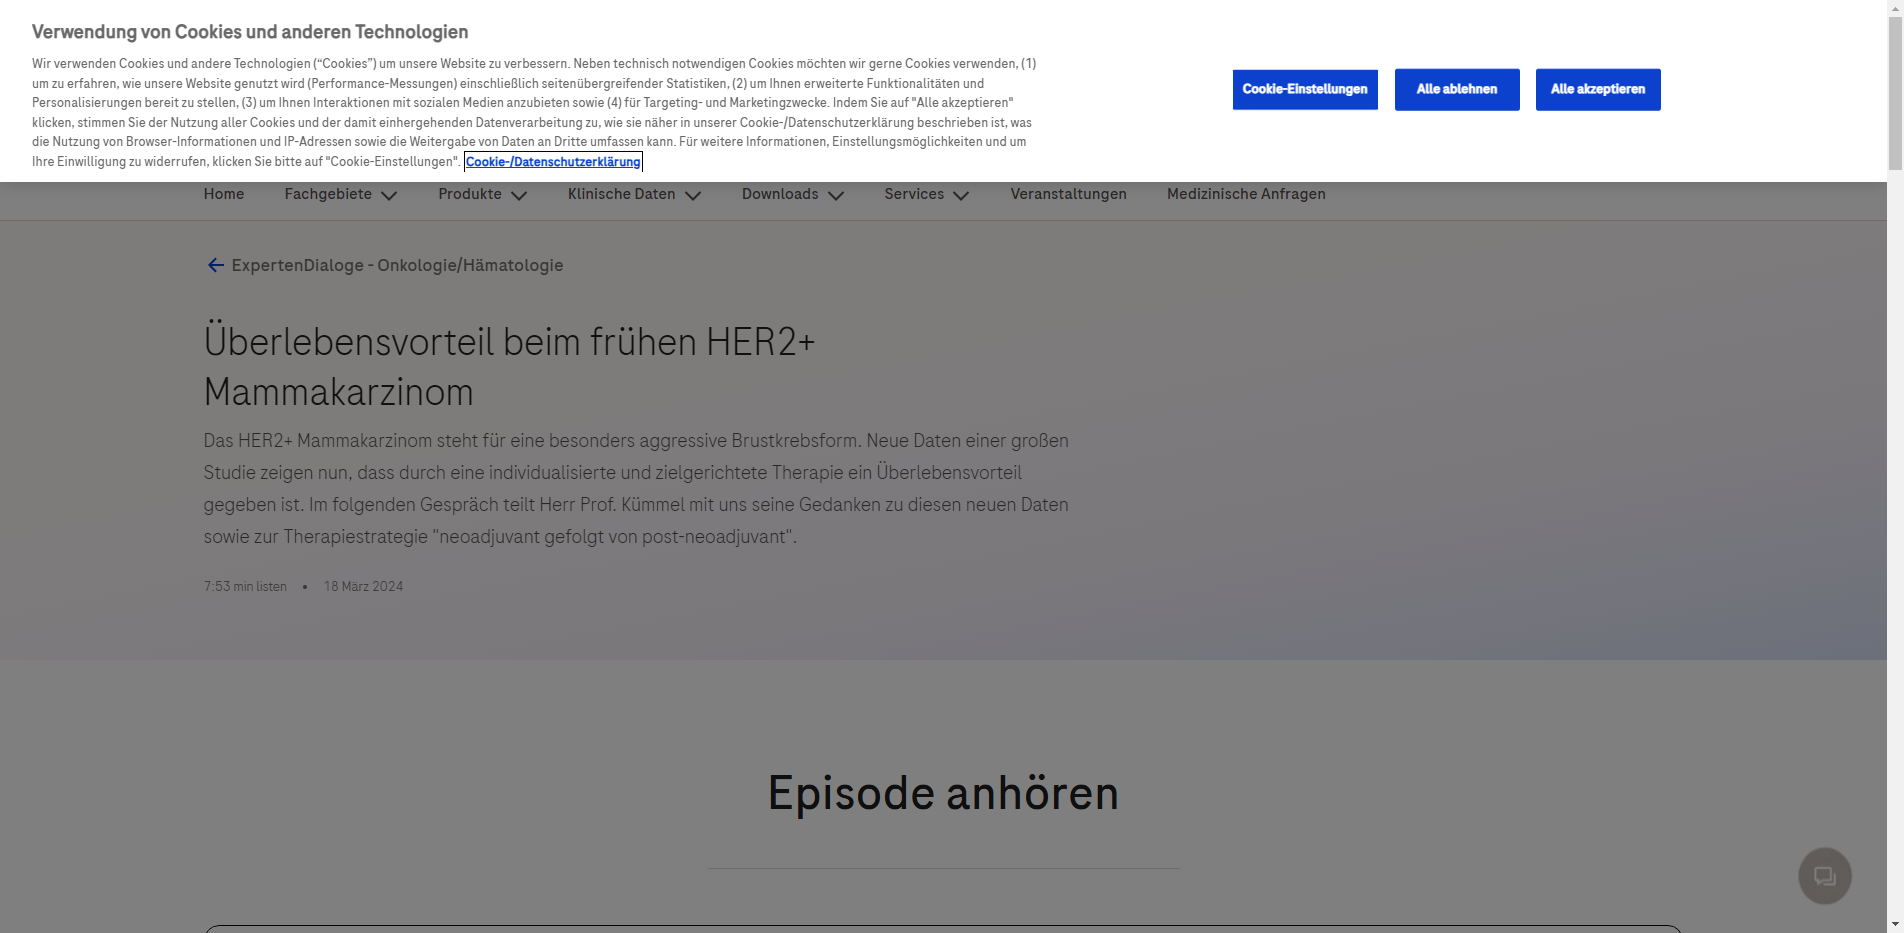 Verwendung von Cookies und anderen Technologien
Wir verwenden Cookies und andere Technologien (“Cookies”) um unsere Website zu verbessern. Neben technisch notwendigen Cookies möchten wir gerne Cookies verwenden, (1)
um zu erfahren, wie unsere Website genutzt wird (Performance-Messungen) einschließlich seitenübergreifender Statistiken, (2) um Ihnen erweiterte Funktionalitäten und
Personalisierungen bereit zu stellen, (3) um Ihnen Interaktionen mit sozialen Medien anzubieten sowie (4) für Targeting- und Marketingzwecke. Indem Sie auf "Alle akzeptieren"
klicken, stimmen Sie der Nutzung aller Cookies und der damit einhergehenden Datenverarbeitung zu, wie sie näher in unserer Cookie-/Datenschutzerklärung beschrieben ist, was
die Nutzung von Browser-Informationen und IP-Adressen sowie die Weitergabe von Daten an Dritte umfassen kann. Für weitere Informationen, Einstellungsmöglichkeiten und um
Ihre Einwilligung zu widerrufen, klicken Sie bitte auf "Cookie-Einstellungen". Cookie-/Datenschutzerklärung
Cookie-Einstellungen Alle ablehnen Alle akzeptieren
Home Fachgebiete Produkte Klinische Daten Downloads Services Veranstaltungen Medizinische Anfragen
ExpertenDialoge - Onkologie/Hämatologie
Überlebensvorteil beim frühen HER2+
Mammakarzinom
Das HER2+ Mammakarzinom steht für eine besonders aggressive Brustkrebsform. Neue Daten einer großen
Studie zeigen nun, dass durch eine individualisierte und zielgerichtete Therapie ein Überlebensvorteil
gegeben ist. Im folgenden Gespräch teilt Herr Prof. Kümmel mit uns seine Gedanken zu diesen neuen Daten
sowie zur Therapiestrategie "neoadjuvant gefolgt von post-neoadjuvant".
7:53 min listen • 18 März 2024
Episode anhören